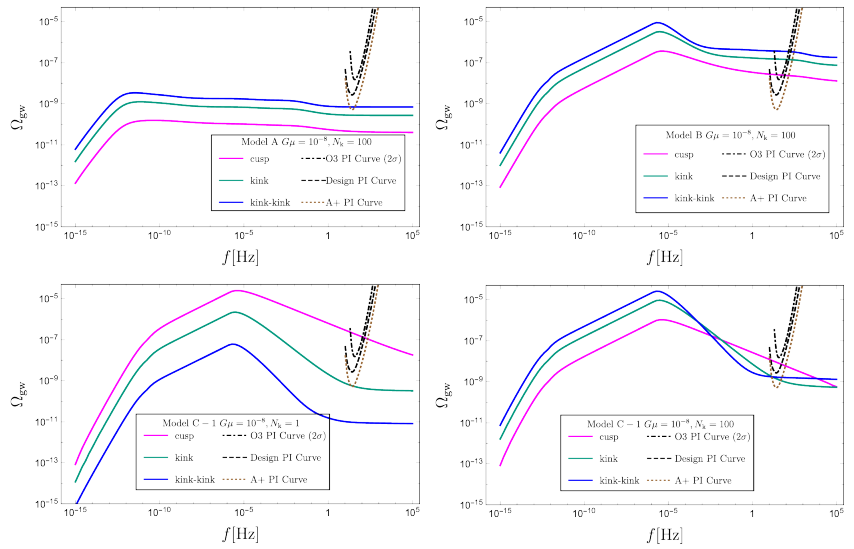 10⁻⁵
10⁻⁷
10⁻⁹
10⁻¹¹
10⁻¹³
10⁻¹⁵
Ω_gw
10⁻¹⁵ 10⁻¹⁰ 10⁻⁵ 1 10⁵
f[Hz]
Model A Gμ = 10⁻⁸, N_k = 100
cusp O3 PI Curve (2σ)
kink Design PI Curve
kink-kink A+ PI Curve
10⁻⁵
10⁻⁷
10⁻⁹
10⁻¹¹
10⁻¹³
10⁻¹⁵
Ω_gw
10⁻¹⁵ 10⁻¹⁰ 10⁻⁵ 1 10⁵
f[Hz]
Model B Gμ = 10⁻⁸, N_k = 100
cusp O3 PI Curve (2σ)
kink Design PI Curve
kink-kink A+ PI Curve
10⁻⁵
10⁻⁷
10⁻⁹
10⁻¹¹
10⁻¹³
10⁻¹⁵
Ω_gw
10⁻¹⁵ 10⁻¹⁰ 10⁻⁵ 1 10⁵
f[Hz]
Model C − 1 Gμ = 10⁻⁸, N_k = 1
cusp O3 PI Curve (2σ)
kink Design PI Curve
kink-kink A+ PI Curve
10⁻⁵
10⁻⁷
10⁻⁹
10⁻¹¹
10⁻¹³
10⁻¹⁵
Ω_gw
10⁻¹⁵ 10⁻¹⁰ 10⁻⁵ 1 10⁵
f[Hz]
Model C − 1 Gμ = 10⁻⁸, N_k = 100
cusp O3 PI Curve (2σ)
kink Design PI Curve
kink-kink A+ PI Curve